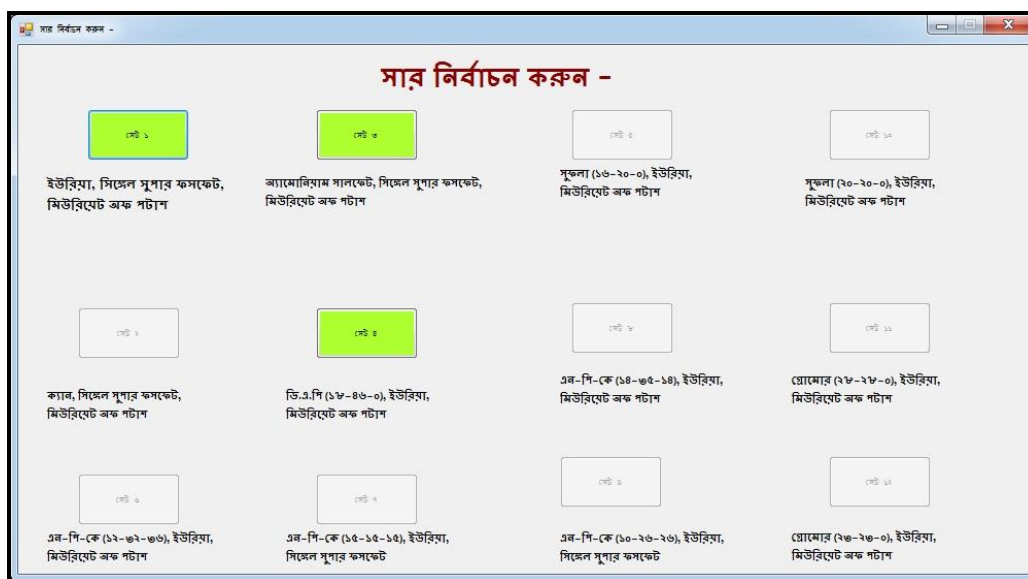 সার নির্বাচন করুন -
সার নির্বাচন করুন -
সেট ১
সেট ৩
সেট ৫
সেট ১০
ইউরিয়া, সিঙ্গেল সুপার ফসফেট,
মিউরিয়েট অফ পটাশ
অ্যামোনিয়াম সালফেট, সিঙ্গেল সুপার ফসফেট,
মিউরিয়েট অফ পটাশ
সুফলা (১৬-২০-০), ইউরিয়া,
মিউরিয়েট অফ পটাশ
সুফলা (২০-২০-০), ইউরিয়া,
মিউরিয়েট অফ পটাশ
সেট ২
সেট ৪
সেট ৮
সেট ১১
ক্যান, সিঙ্গেল সুপার ফসফেট,
মিউরিয়েট অফ পটাশ
ডি.এ.পি (১৮-৪৬-০), ইউরিয়া,
মিউরিয়েট অফ পটাশ
এন-পি-কে (১৪-৩৫-১৪), ইউরিয়া,
মিউরিয়েট অফ পটাশ
গ্রোমোর (২৮-২৮-০), ইউরিয়া,
মিউরিয়েট অফ পটাশ
সেট ৬
সেট ৭
সেট ৯
সেট ১২
এন-পি-কে (১২-৩২-৩৬), ইউরিয়া,
মিউরিয়েট অফ পটাশ
এন-পি-কে (১৫-১৫-১৫), ইউরিয়া,
সিঙ্গেল সুপার ফসফেট
এন-পি-কে (১০-২৬-২৬), ইউরিয়া,
সিঙ্গেল সুপার ফসফেট
গ্রোমোর (২৩-২৩-০), ইউরিয়া,
মিউরিয়েট অফ পটাশ